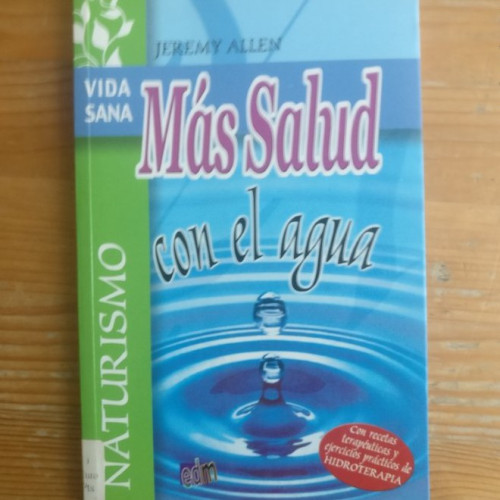 JEREMY ALLEN
VIDA
SANA
Más Salud
con el agua
NATURISMO
Con recetas
terapéuticas y
ejercicios prácticos de
HIDROTERAPIA
edm